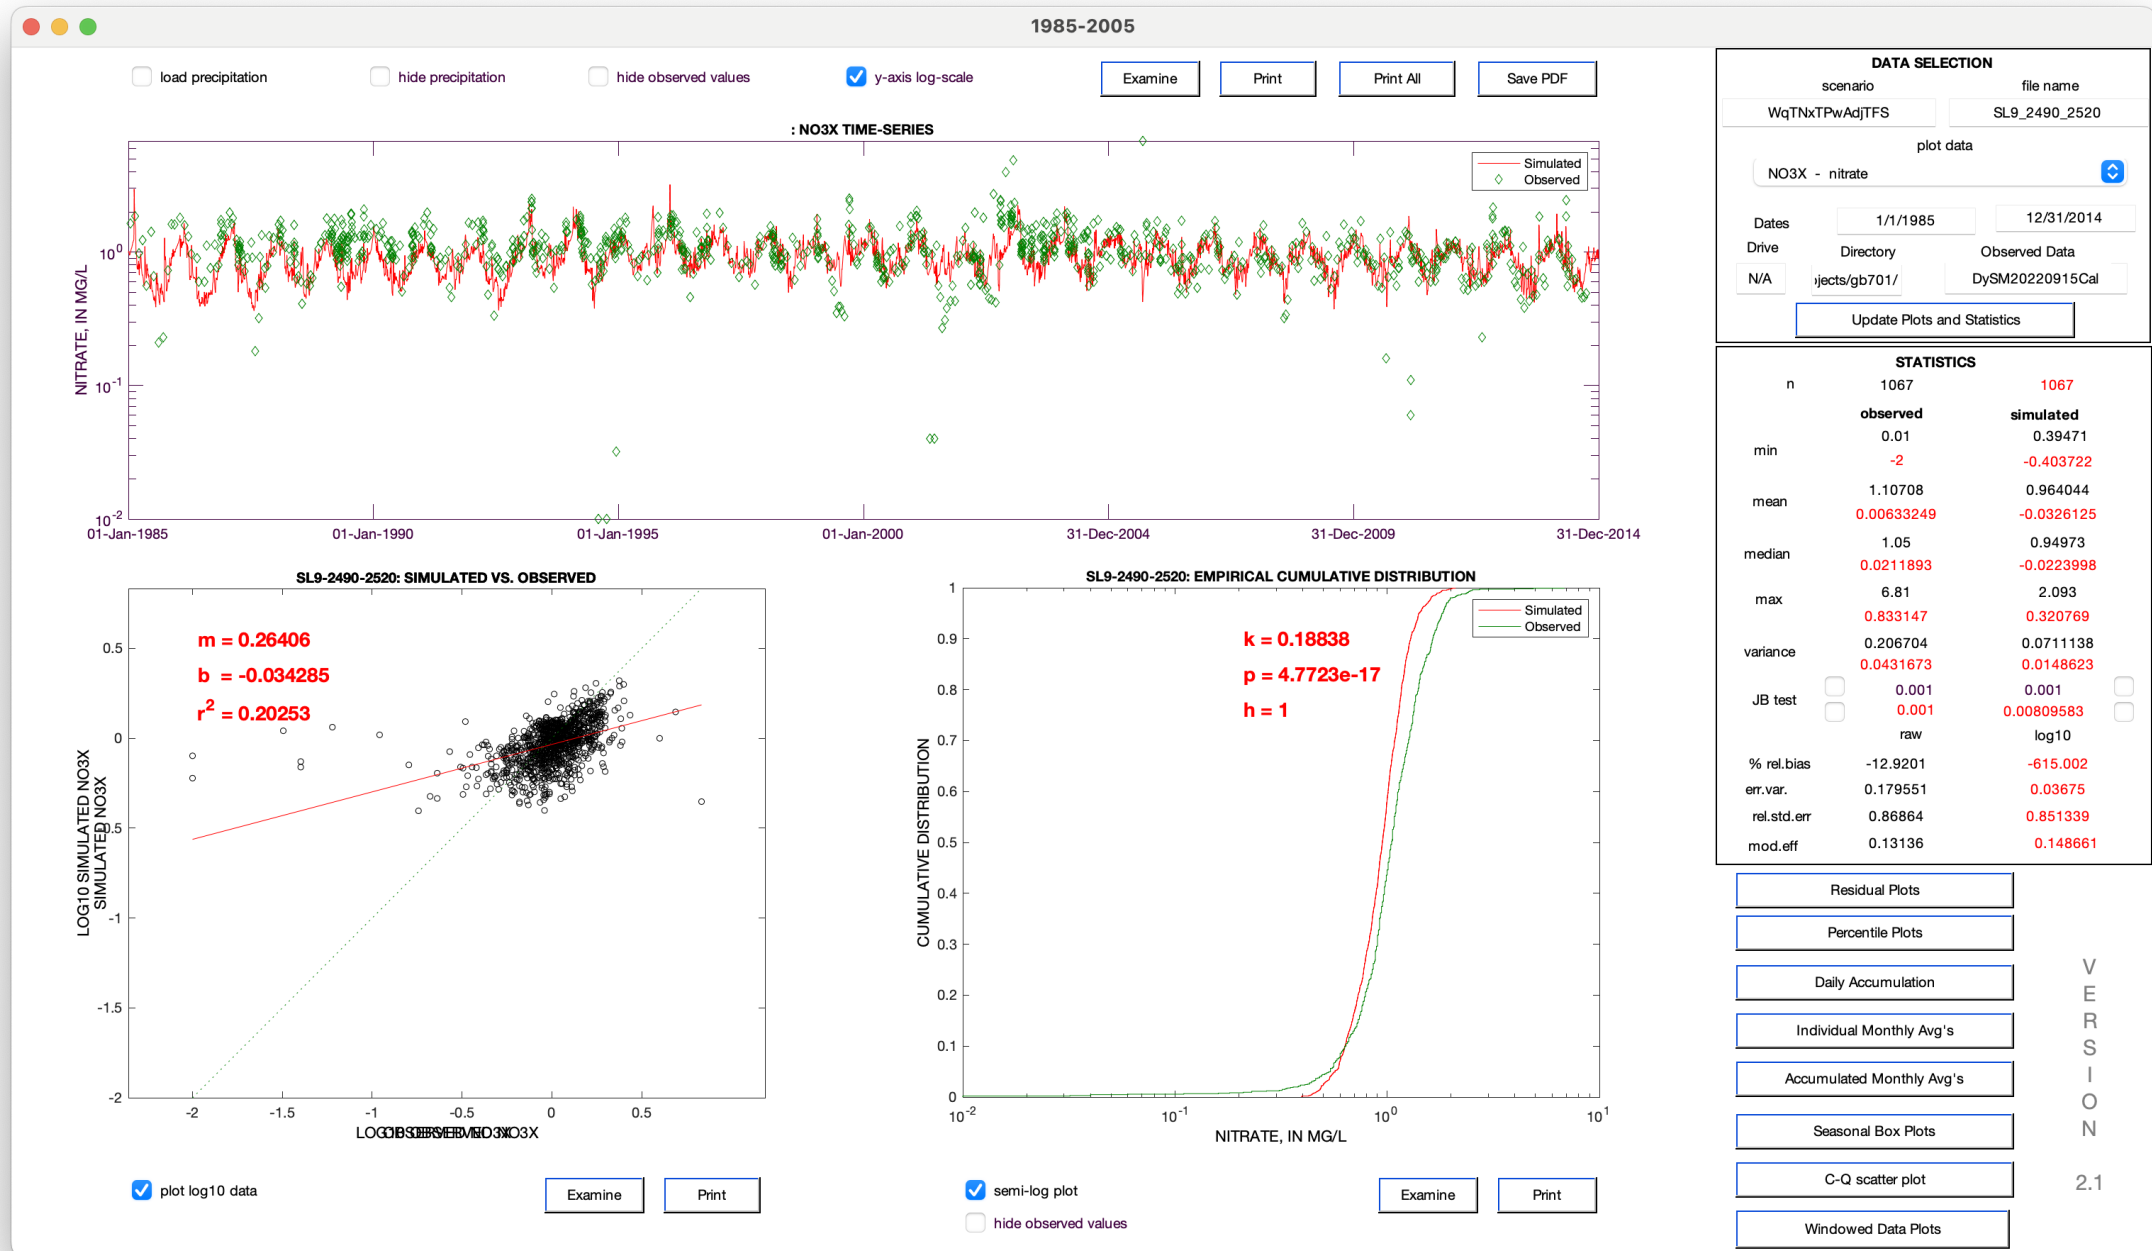 1985-2005
load precipitation
hide precipitation
hide observed values
y-axis log-scale
Examine
Print
Print All
Save PDF
: NO3X TIME-SERIES
Simulated
Observed
NITRATE, IN MG/L
10^0
10^-1
10^-2
01-Jan-1985
01-Jan-1990
01-Jan-1995
01-Jan-2000
31-Dec-2004
31-Dec-2009
31-Dec-2014
SL9-2490-2520: SIMULATED VS. OBSERVED
m = 0.26406
b = -0.034285
r^2 = 0.20253
LOG10 SIMULATED NO3X
SIMULATED NO3X
0.5
0
-0.5
-1
-1.5
-2
-2
-1.5
-1
-0.5
0
0.5
plot log10 data
Examine
Print
SL9-2490-2520: EMPIRICAL CUMULATIVE DISTRIBUTION
Simulated
Observed
k = 0.18838
p = 4.7723e-17
h = 1
CUMULATIVE DISTRIBUTION
1
0.9
0.8
0.7
0.6
0.5
0.4
0.3
0.2
0.1
0
10^-2
10^-1
10^0
10^1
NITRATE, IN MG/L
semi-log plot
hide observed values
Examine
Print
DATA SELECTION
scenario file name
WqTNxTPwAdjTFS SL9_2490_2520
plot data
NO3X - nitrate
Dates 1/1/1985 12/31/2014
Drive Directory Observed Data
N/A jects/gb701/ DySM20220915Cal
Update Plots and Statistics
STATISTICS
n 1067 1067
observed simulated
min 0.01 0.39471
-2 -0.403722
mean 1.10708 0.964044
0.00633249 -0.0326125
median 1.05 0.94973
0.0211893 -0.0223998
max 6.81 2.093
0.833147 0.320769
variance 0.206704 0.0711138
0.0431673 0.0148623
JB test 0.001 0.001
0.001 0.00809583
raw log10
% rel.bias -12.9201 -615.002
err.var. 0.179551 0.03675
rel.std.err 0.86864 0.851339
mod.eff 0.13136 0.148661
Residual Plots
Percentile Plots
Daily Accumulation
Individual Monthly Avg's
Accumulated Monthly Avg's
Seasonal Box Plots
C-Q scatter plot
Windowed Data Plots
VERSION
2.1